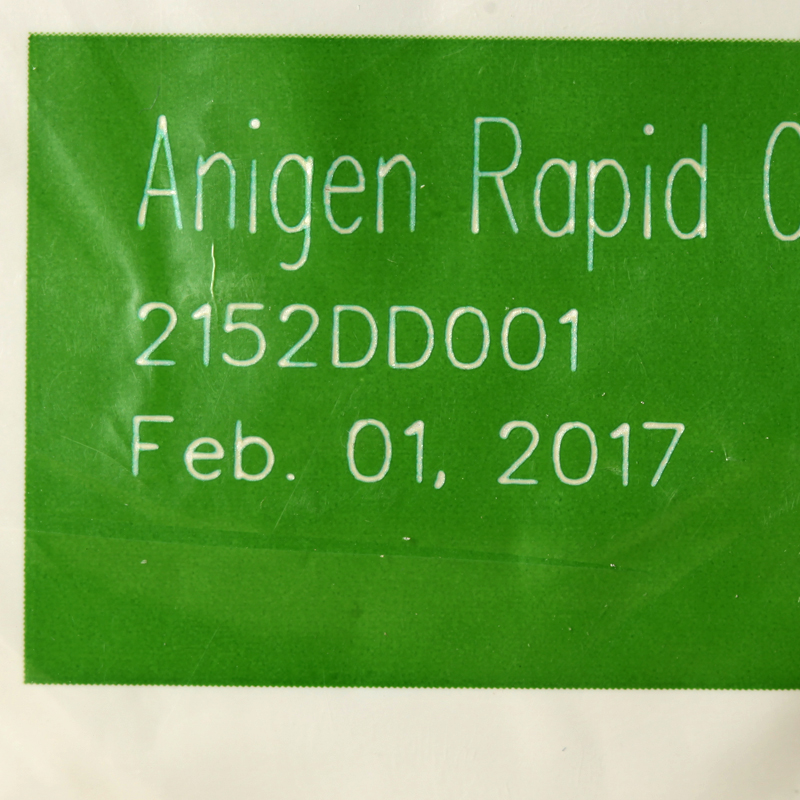 Anigen Rapid
2152DD001
Feb. 01, 2017